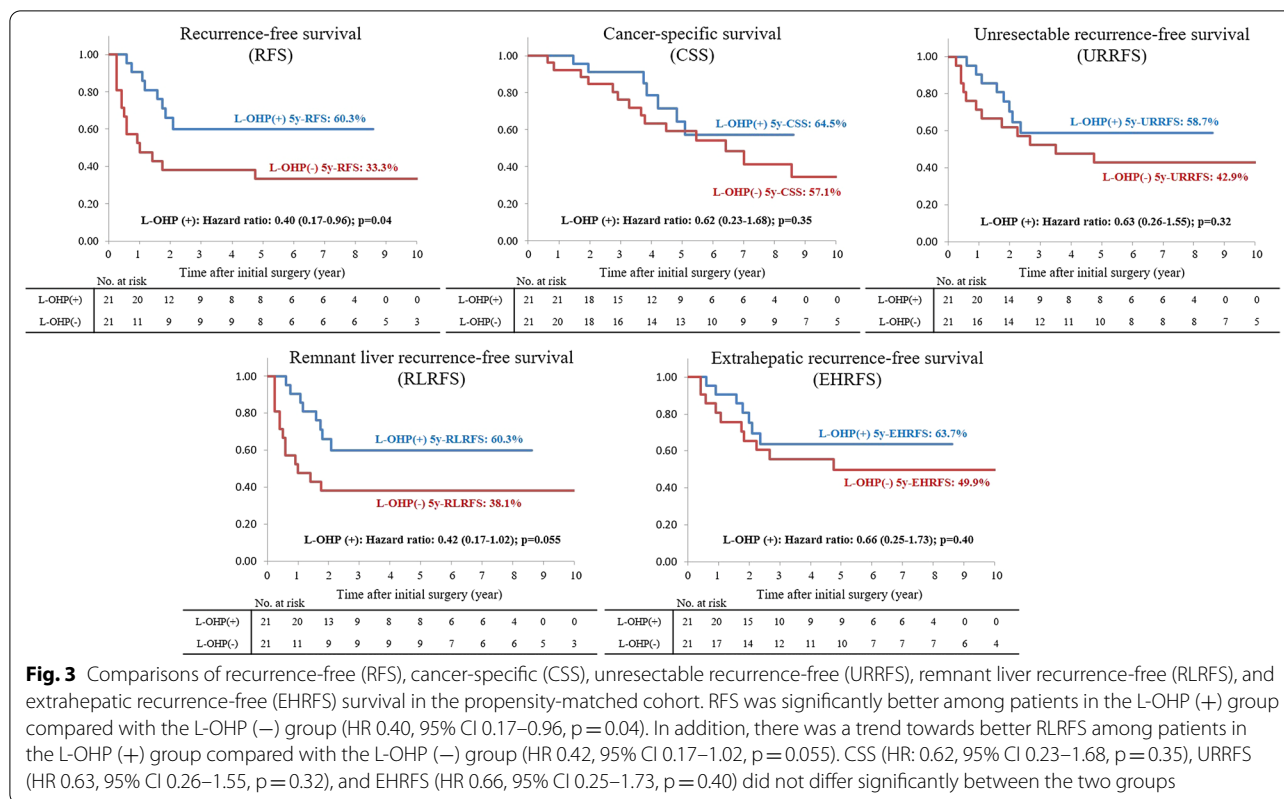 Recurrence-free survival
(RFS)
1.00
0.80
0.60
0.40
0.20
0.00
L-OHP(+) 5y-RFS: 60.3%
L-OHP(-) 5y-RFS: 33.3%
L-OHP (+): Hazard ratio: 0.40 (0.17-0.96); p=0.04
0 1 2 3 4 5 6 7 8 9 10
Time after initial surgery (year)
No. at risk
L-OHP(+) 21 20 12 9 8 8 6 6 4 0 0
L-OHP(-) 21 11 9 9 9 8 6 6 6 5 3
Cancer-specific survival
(CSS)
1.00
0.80
0.60
0.40
0.20
0.00
L-OHP(+) 5y-CSS: 64.5%
L-OHP(-) 5y-CSS: 57.1%
L-OHP (+): Hazard ratio: 0.62 (0.23-1.68); p=0.35
0 1 2 3 4 5 6 7 8 9 10
Time after initial surgery (year)
No. at risk
L-OHP(+) 21 21 18 15 12 9 6 6 4 0 0
L-OHP(-) 21 20 18 16 14 13 10 9 9 7 5
Unresectable recurrence-free survival
(URRFS)
1.00
0.80
0.60
0.40
0.20
0.00
L-OHP(+) 5y-URRFS: 58.7%
L-OHP(-) 5y-URRFS: 42.9%
L-OHP (+): Hazard ratio: 0.63 (0.26-1.55); p=0.32
0 1 2 3 4 5 6 7 8 9 10
Time after initial surgery (year)
No. at risk
L-OHP(+) 21 20 14 9 8 8 6 6 4 0 0
L-OHP(-) 21 16 14 12 11 10 8 8 8 7 5
Remnant liver recurrence-free survival
(RLRFS)
1.00
0.80
0.60
0.40
0.20
0.00
L-OHP(+) 5y-RLRFS: 60.3%
L-OHP(-) 5y-RLRFS: 38.1%
L-OHP (+): Hazard ratio: 0.42 (0.17-1.02); p=0.055
0 1 2 3 4 5 6 7 8 9 10
Time after initial surgery (year)
No. at risk
L-OHP(+) 21 20 13 9 8 8 6 6 4 0 0
L-OHP(-) 21 11 9 9 9 9 7 6 6 5 3
Extrahepatic recurrence-free survival
(EHRFS)
1.00
0.80
0.60
0.40
0.20
0.00
L-OHP(+) 5y-EHRFS: 63.7%
L-OHP(-) 5y-EHRFS: 49.9%
L-OHP (+): Hazard ratio: 0.66 (0.25-1.73); p=0.40
0 1 2 3 4 5 6 7 8 9 10
Time after initial surgery (year)
No. at risk
L-OHP(+) 21 20 15 10 9 9 6 6 4 0 0
L-OHP(-) 21 17 14 12 11 10 7 7 7 6 4
Fig. 3 Comparisons of recurrence-free (RFS), cancer-specific (CSS), unresectable recurrence-free (URRFS), remnant liver recurrence-free (RLRFS), and
extrahepatic recurrence-free (EHRFS) survival in the propensity-matched cohort. RFS was significantly better among patients in the L-OHP (+) group
compared with the L-OHP (−) group (HR 0.40, 95% CI 0.17–0.96, p = 0.04). In addition, there was a trend towards better RLRFS among patients in
the L-OHP (+) group compared with the L-OHP (−) group (HR 0.42, 95% CI 0.17–1.02, p = 0.055). CSS (HR: 0.62, 95% CI 0.23–1.68, p = 0.35), URRFS
(HR 0.63, 95% CI 0.26–1.55, p = 0.32), and EHRFS (HR 0.66, 95% CI 0.25–1.73, p = 0.40) did not differ significantly between the two groups